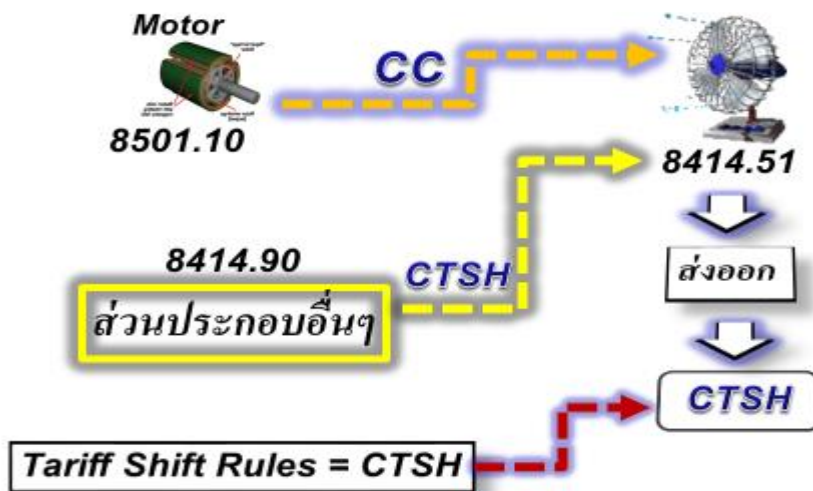 Motor
CC
8501.10
8414.51
8414.90
CTSH
ส่วนประกอบอื่นๆ
ส่งออก
CTSH
Tariff Shift Rules = CTSH